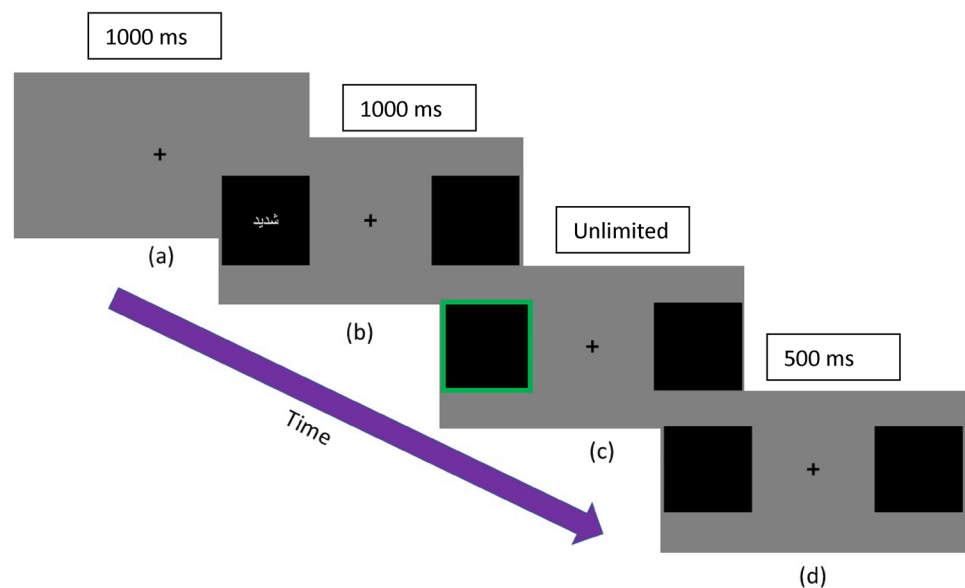 1000 ms
+
(a)
1000 ms
شديد
+
(b)
Unlimited
+
(c)
500 ms
+
(d)
Time